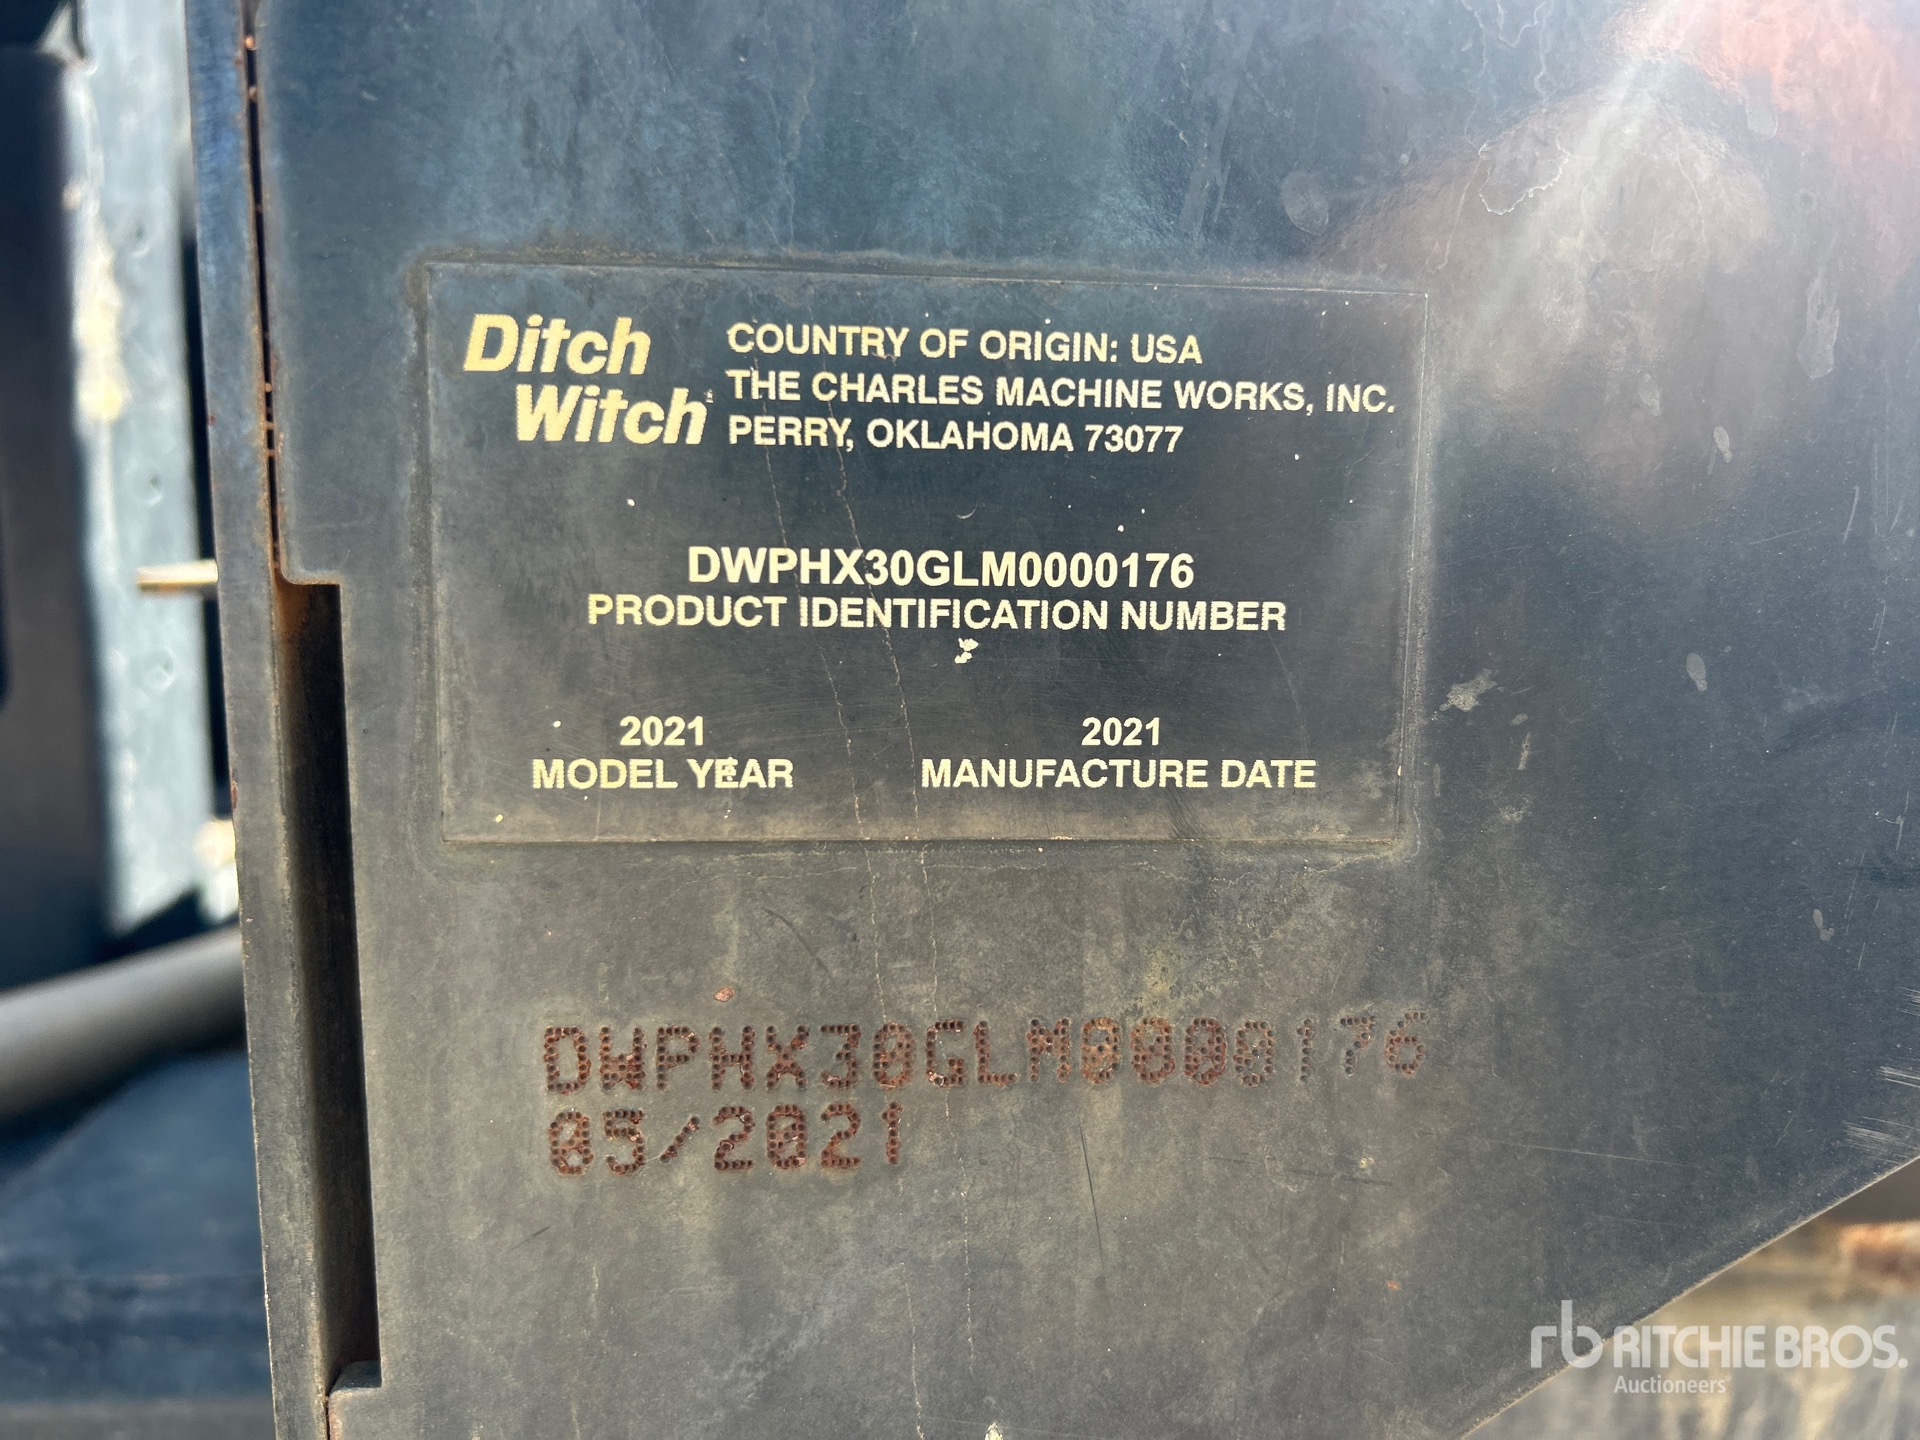 Ditch
Witch
COUNTRY OF ORIGIN: USA
THE CHARLES MACHINE WORKS, INC.
PERRY, OKLAHOMA 73077
DWPHX30GLM0000176
PRODUCT IDENTIFICATION NUMBER
2021
MODEL YEAR
2021
MANUFACTURE DATE
DWPHX30GLM0000176
05/2021
rb RITCHIE BROS.
Auctioneers